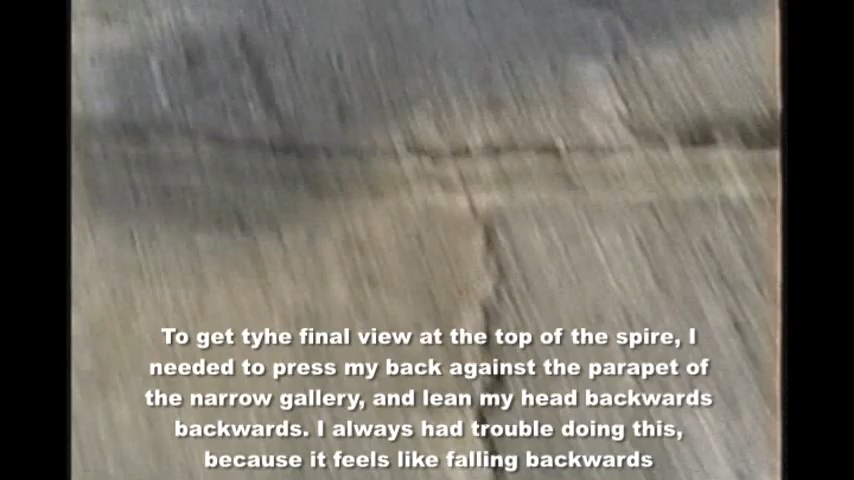 To get tyhe final view at the top of the spire, I
needed to press my back against the parapet of
the narrow gallery, and lean my head backwards
backwards. I always had trouble doing this,
because it feels like falling backwards